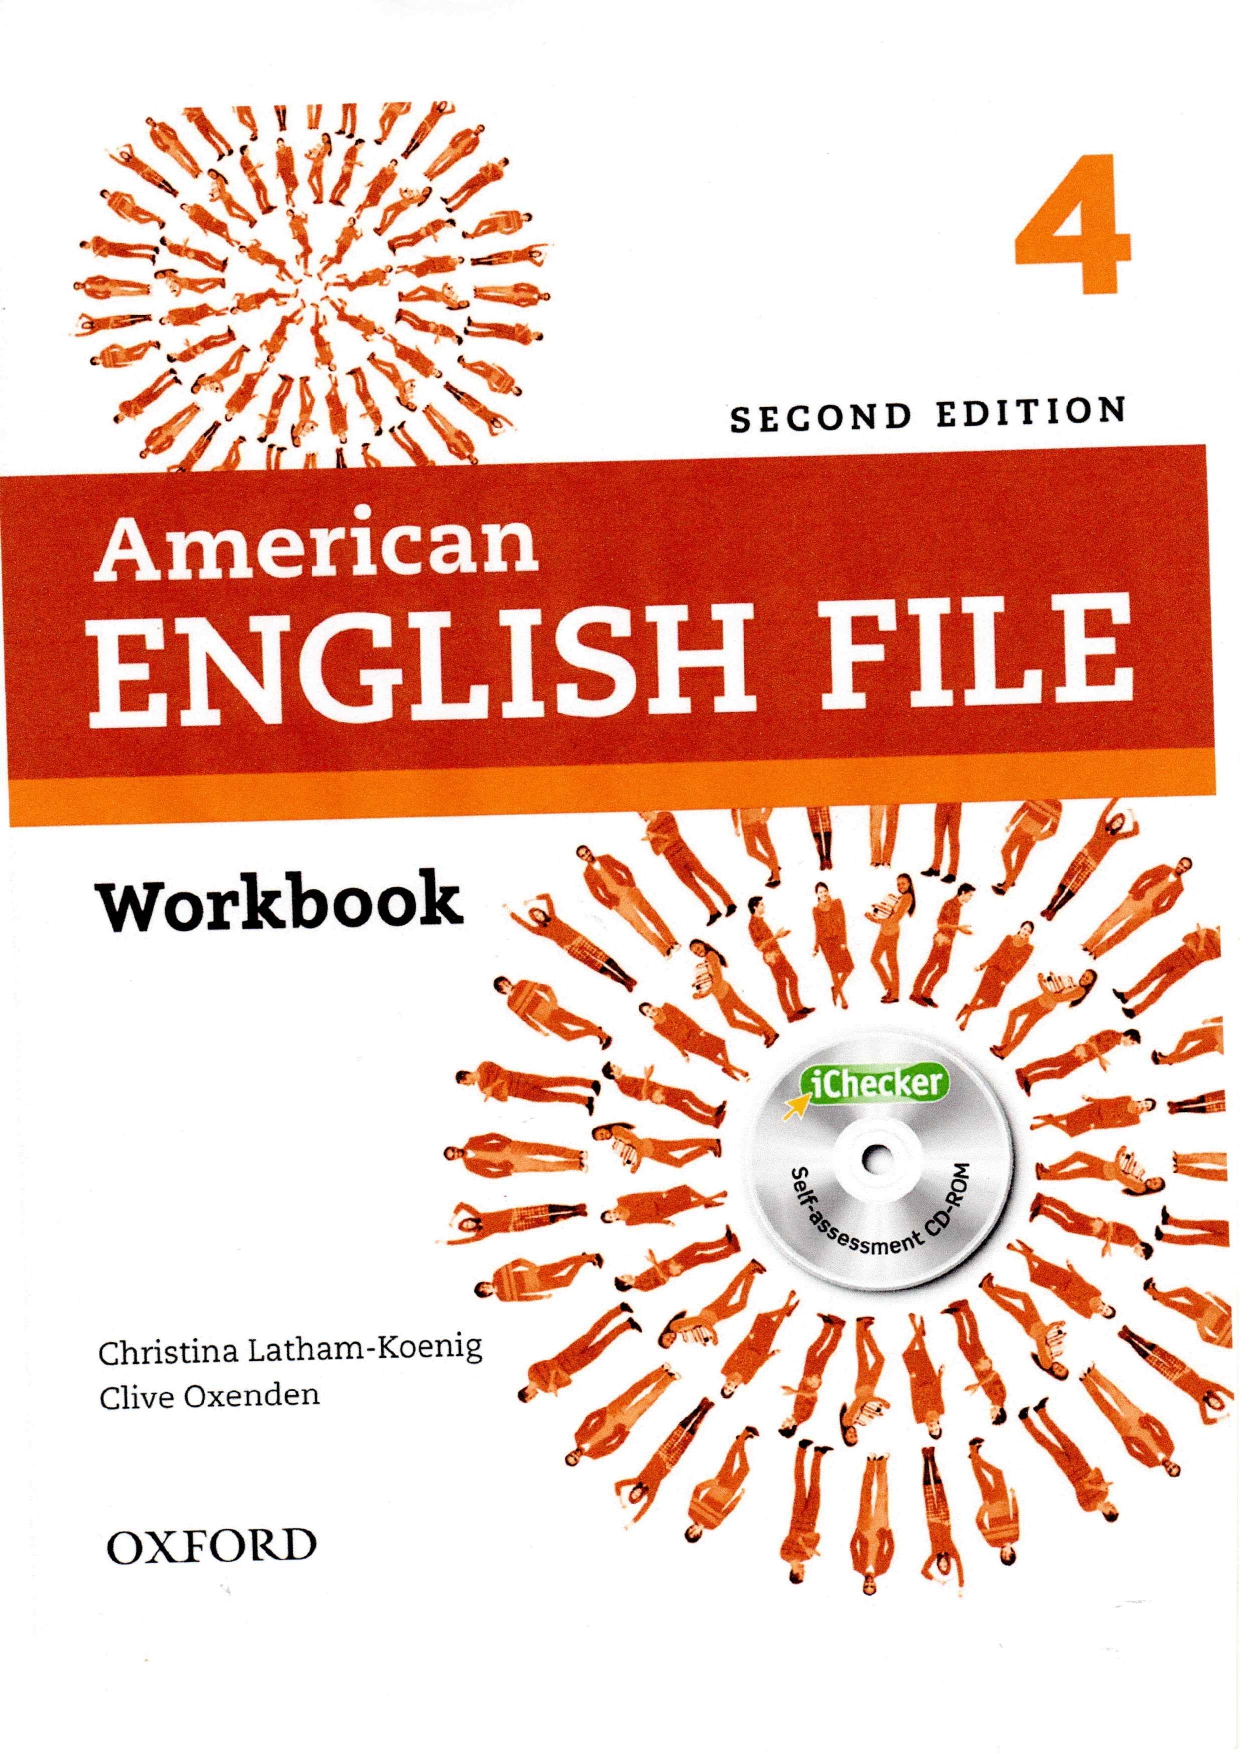 4
SECOND EDITION
American
ENGLISH FILE
Workbook
iChecker
Self-assessment CD-ROM
Christina Latham-Koenig
Clive Oxenden
OXFORD